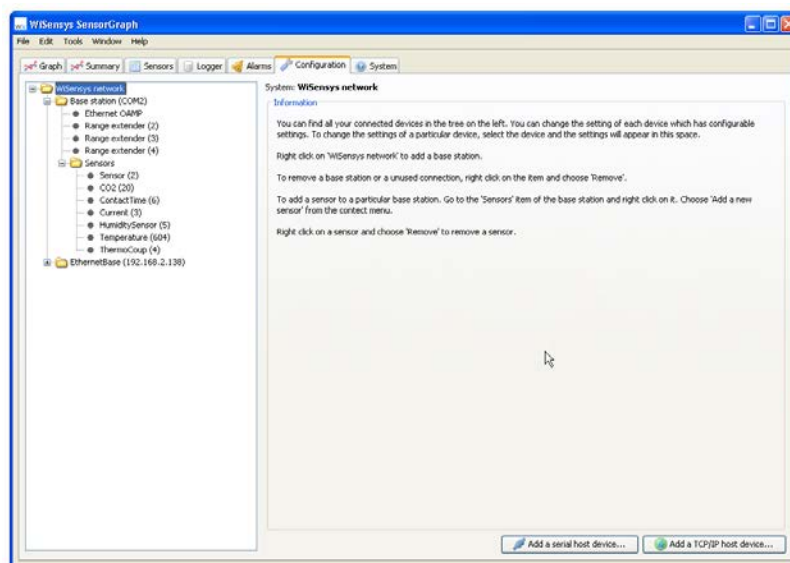 WiSensys SensorGraph
File Edit Tools Window Help
Graph Summary Sensors Logger Alarms Configuration System
WiSensys network
Base station (COM2)
Ethernet OAMP
Range extender (2)
Range extender (3)
Range extender (4)
Sensors
Sensor (2)
CO2 (20)
ContactTime (6)
Current (3)
HumiditySensor (5)
Temperature (604)
ThermoCoup (4)
EthernetBase (192.168.2.138)
System: WiSensys network
Information
You can find all your connected devices in the tree on the left. You can change the setting of each device which has configurable
settings. To change the settings of a particular device, select the device and the settings will appear in this space.
Right click on 'WiSensys network' to add a base station.
To remove a base station or a unused connection, right click on the item and choose 'Remove'.
To add a sensor to a particular base station. Go to the 'Sensors' item of the base station and right click on it. Choose 'Add a new
sensor' from the contect menu.
Right click on a sensor and choose 'Remove' to remove a sensor.
Add a serial host device... Add a TCP/IP host device...